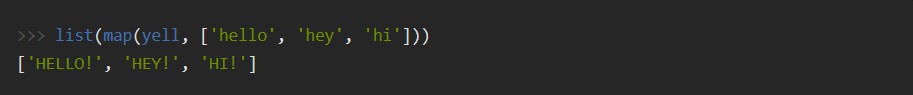 >>> list(map(yell, ['hello', 'hey', 'hi']))
['HELLO!', 'HEY!', 'HI!']